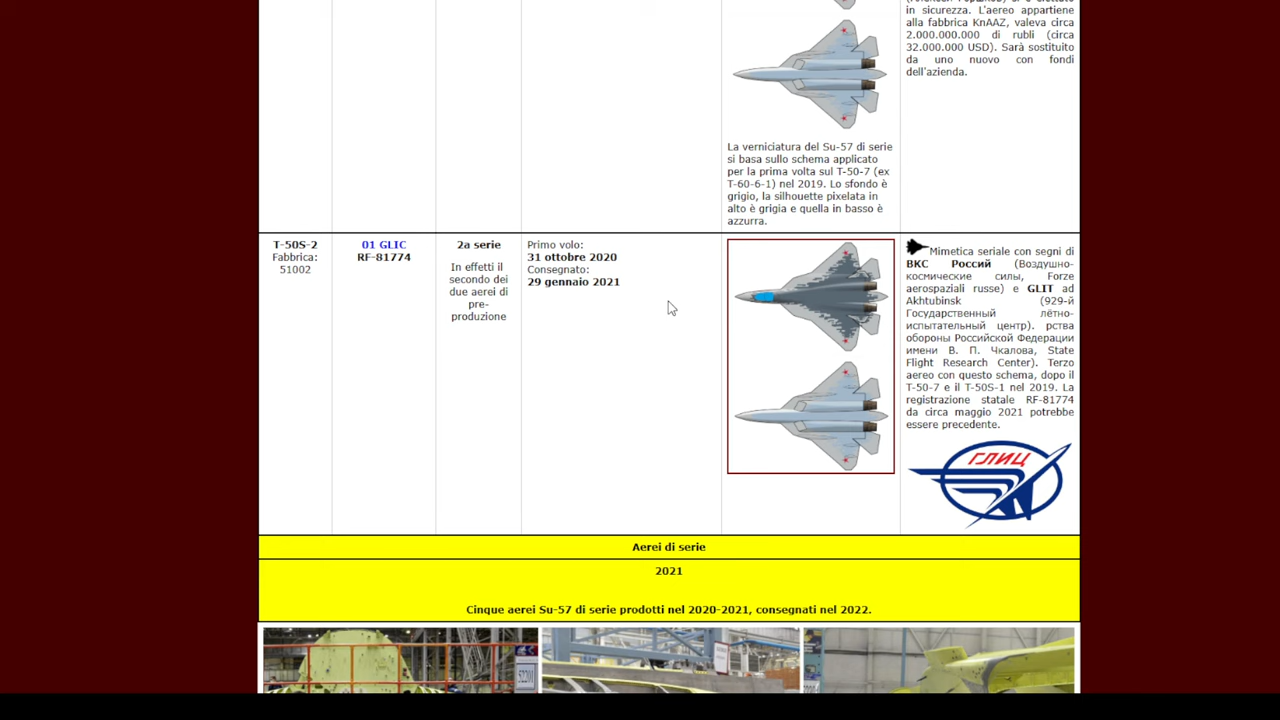 in sicurezza. L'aereo appartiene
alla fabbrica KnAAZ, valeva circa
2.000.000.000 di rubli (circa
32.000.000 USD). Sarà sostituito
da uno nuovo con fondi
dell'azienda.
La verniciatura del Su-57 di serie
si basa sullo schema applicato
per la prima volta sul T-50-7 (ex
T-60-6-1) nel 2019. Lo sfondo è
grigio, la silhouette pixelata in
alto è grigia e quella in basso è
azzurra.
T-50S-2
Fabbrica:
51002
01 GLIC
RF-81774
2a serie
In effetti il
secondo dei
due aerei di
pre-
produzione
Primo volo:
31 ottobre 2020
Consegnato:
29 gennaio 2021
Mimetica seriale con segni di
ВКС Россий (Воздушно-
космические силы, Forze
aerospaziali russe) e GLIT ad
Akhtubinsk (929-й
Государственный лётно-
испытательный центр). рства
обороны Российской Федерации
имени В. П. Чкалова, State
Flight Research Center). Terzo
aereo con questo schema, dopo il
T-50-7 e il T-50S-1 nel 2019. La
registrazione statale RF-81774
da circa maggio 2021 potrebbe
essere precedente.
ГЛИЦ
Aerei di serie
2021
Cinque aerei Su-57 di serie prodotti nel 2020-2021, consegnati nel 2022.